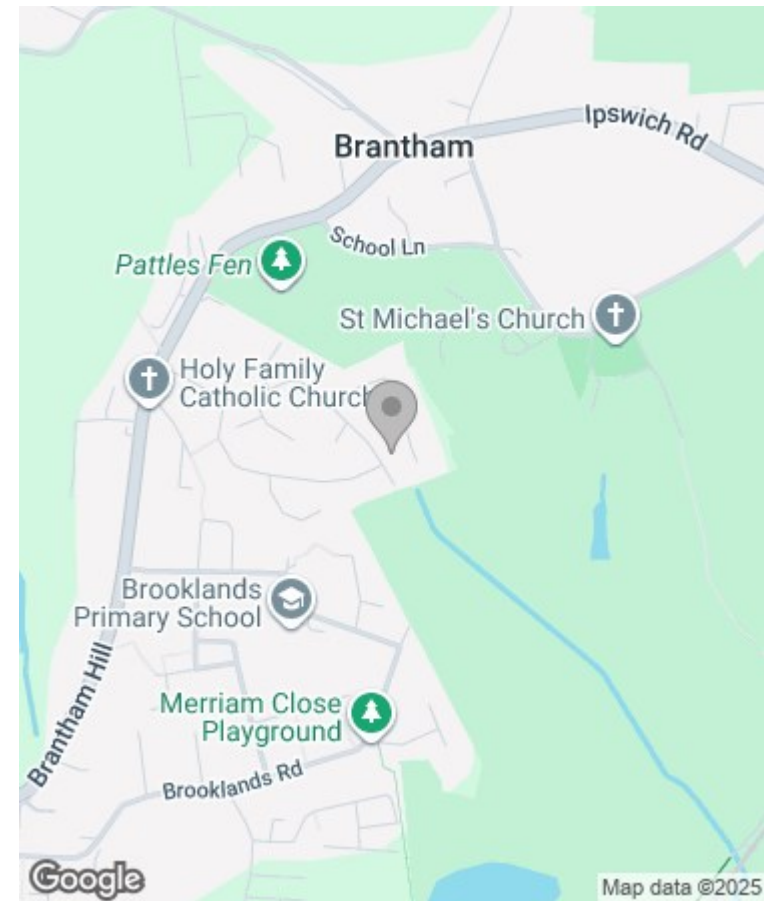 Ipswich Rd
Brantham
School Ln
Pattles Fen
St Michael's Church
Holy Family
Catholic Church
Brooklands
Primary School
Brantham Hill
Merriam Close
Playground
Brooklands Rd
Google
Map data ©2025